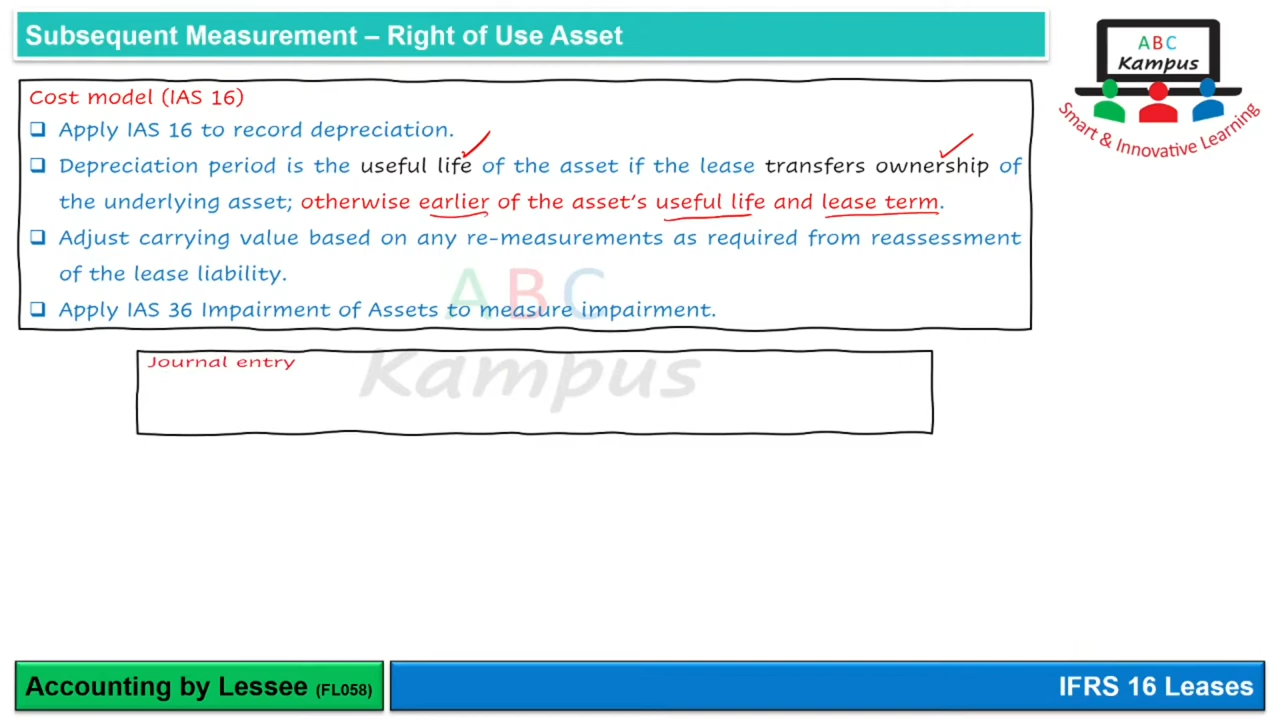 Subsequent Measurement – Right of Use Asset
ABC
Kampus
Smart & Innovative Learning
Cost model (IAS 16)
❑ Apply IAS 16 to record depreciation.
❑ Depreciation period is the useful life of the asset if the lease transfers ownership of
the underlying asset; otherwise earlier of the asset's useful life and lease term.
❑ Adjust carrying value based on any re-measurements as required from reassessment
of the lease liability.
❑ Apply IAS 36 Impairment of Assets to measure impairment.
ABC
Kampus
Journal entry
Accounting by Lessee (FL058)
IFRS 16 Leases